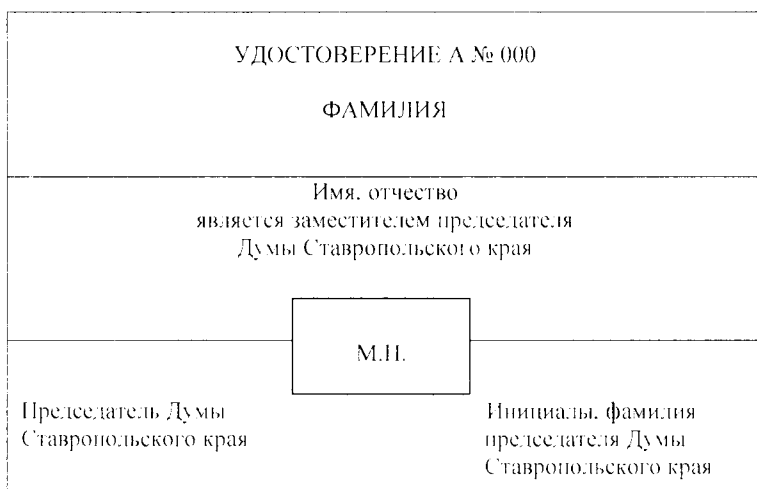 УДОСТОВЕРЕНИЕ А № 000
ФАМИЛИЯ
Имя, отчество
является заместителем председателя
Думы Ставропольского края
М.П.
Председатель Думы
Ставропольского края
Инициалы, фамилия
председателя Думы
Ставропольского края